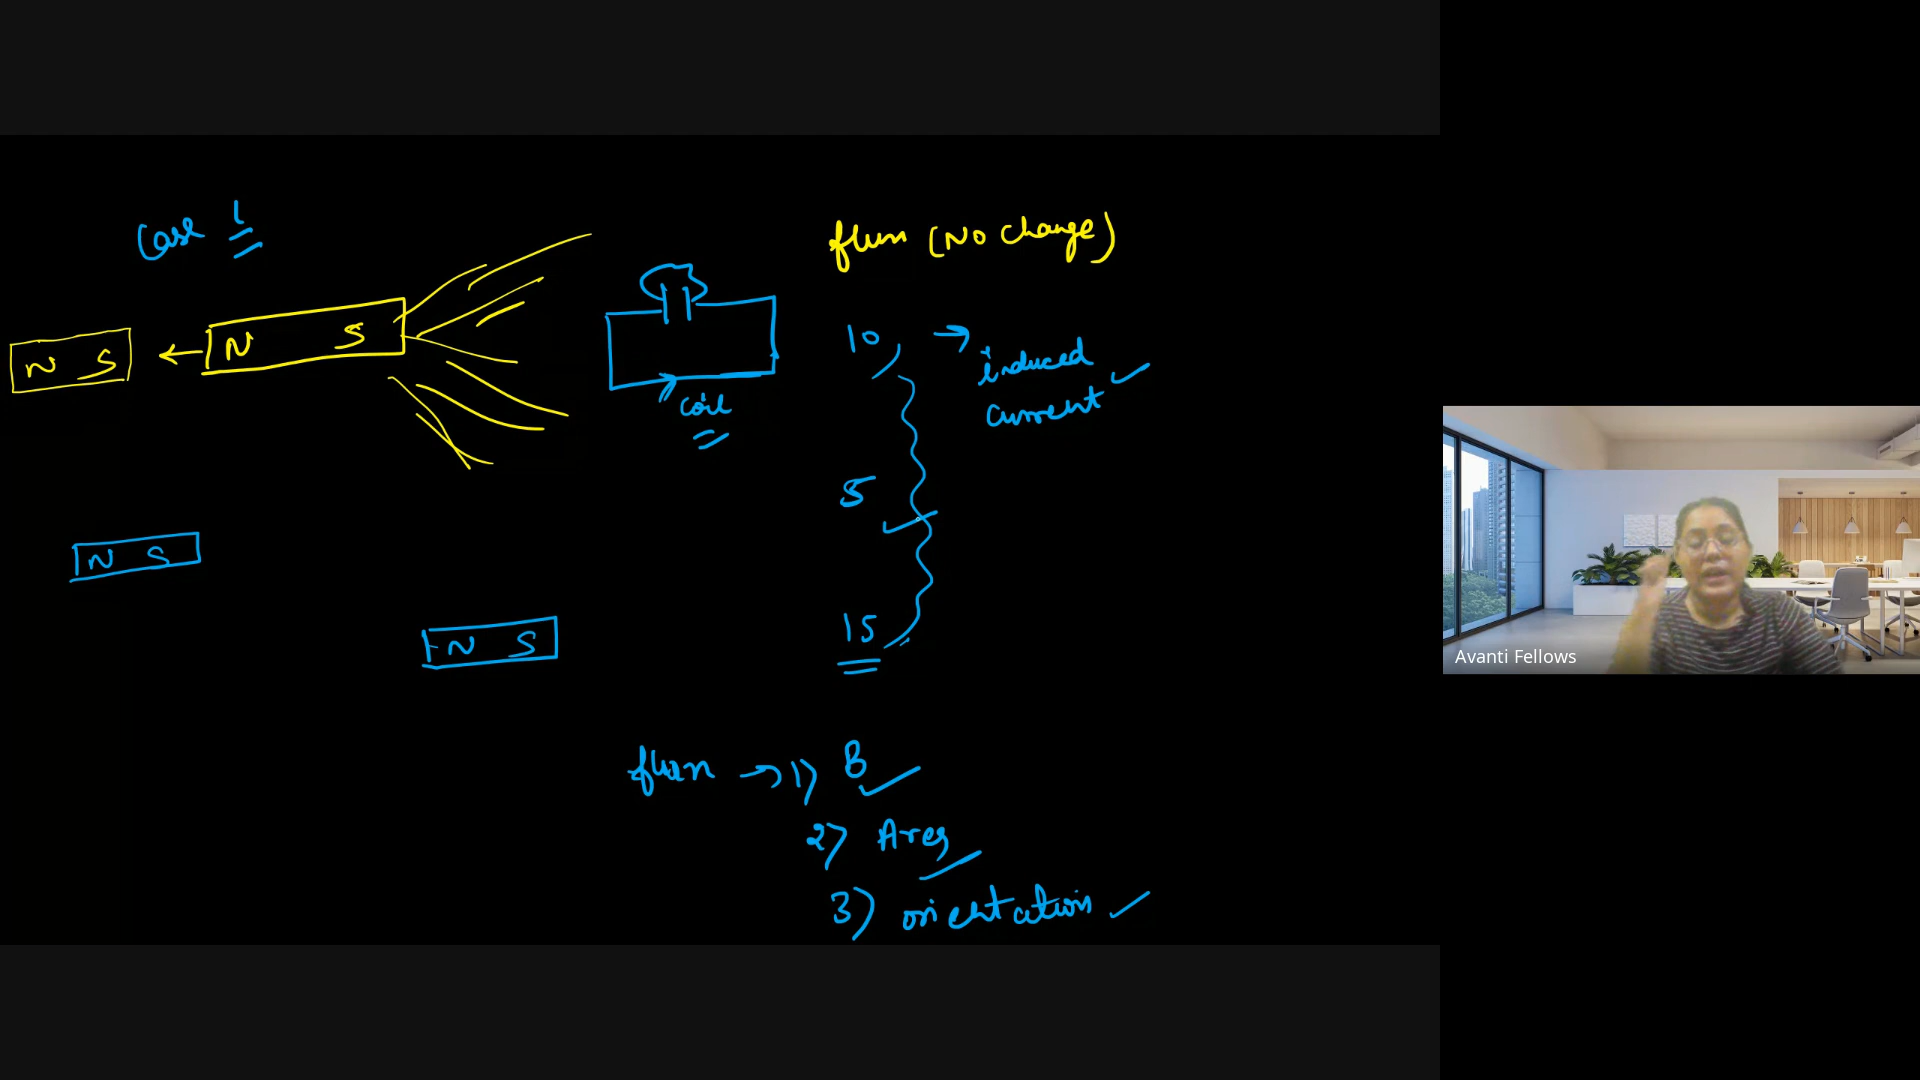 Case 1
flux (No change)
N S
N S
10, → induced
current
coil
5
N S
15
N S
flux → 1) B
2) Area
3) orientation
Avanti Fellows